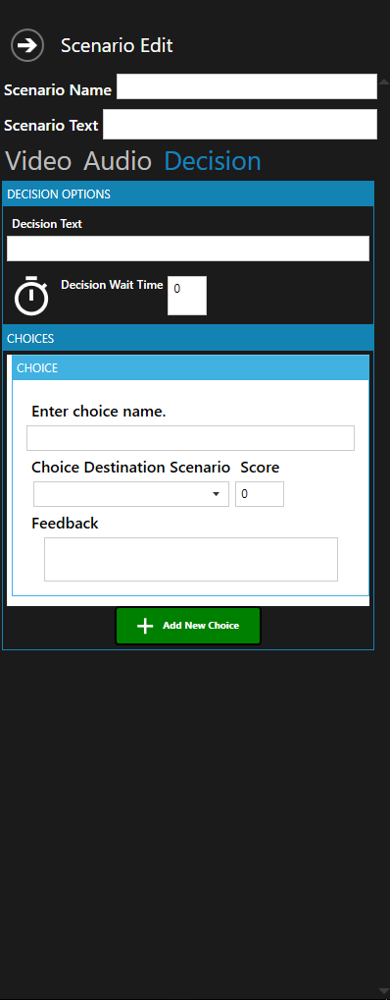 Scenario Edit
Scenario Name
Scenario Text
Video Audio Decision
DECISION OPTIONS
Decision Text
Decision Wait Time 0
CHOICES
CHOICE
Enter choice name.
Choice Destination Scenario Score
0
Feedback
Add New Choice